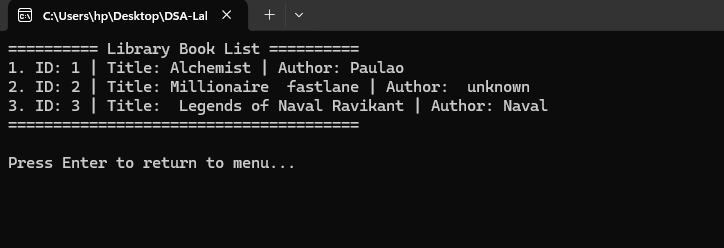 C:\Users\hp\Desktop\DSA-Lal
========== Library Book List ==========
1. ID: 1 | Title: Alchemist | Author: Paulao
2. ID: 2 | Title: Millionaire  fastlane | Author:  unknown
3. ID: 3 | Title:  Legends of Naval Ravikant | Author: Naval
=======================================
Press Enter to return to menu...